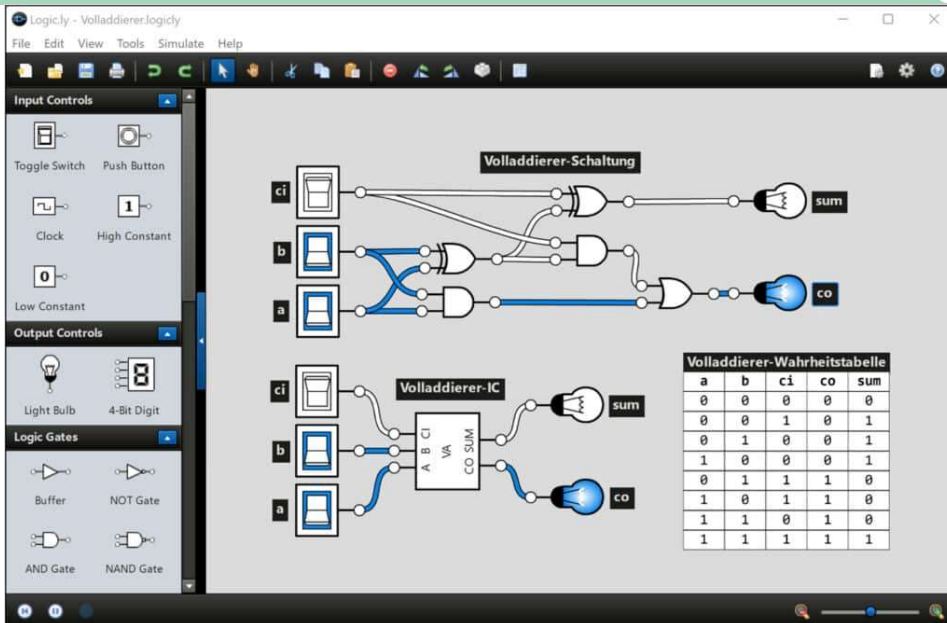 Logic.ly - Volladdierer.logicly
File Edit View Tools Simulate Help
Input Controls
Toggle Switch Push Button
1
Clock High Constant
0
Low Constant
Output Controls
Light Bulb 4-Bit Digit
Logic Gates
Buffer NOT Gate
AND Gate NAND Gate
Volladdierer-Schaltung
ci
sum
b
a
co
Volladdierer-IC
ci
sum
b
A B CI
VA
CO SUM
a
co
Volladdierer-Wahrheitstabelle
a b ci co sum
0 0 0 0 0
0 0 1 0 1
0 1 0 0 1
1 0 0 0 1
0 1 1 1 0
1 0 1 1 0
1 1 0 1 0
1 1 1 1 1